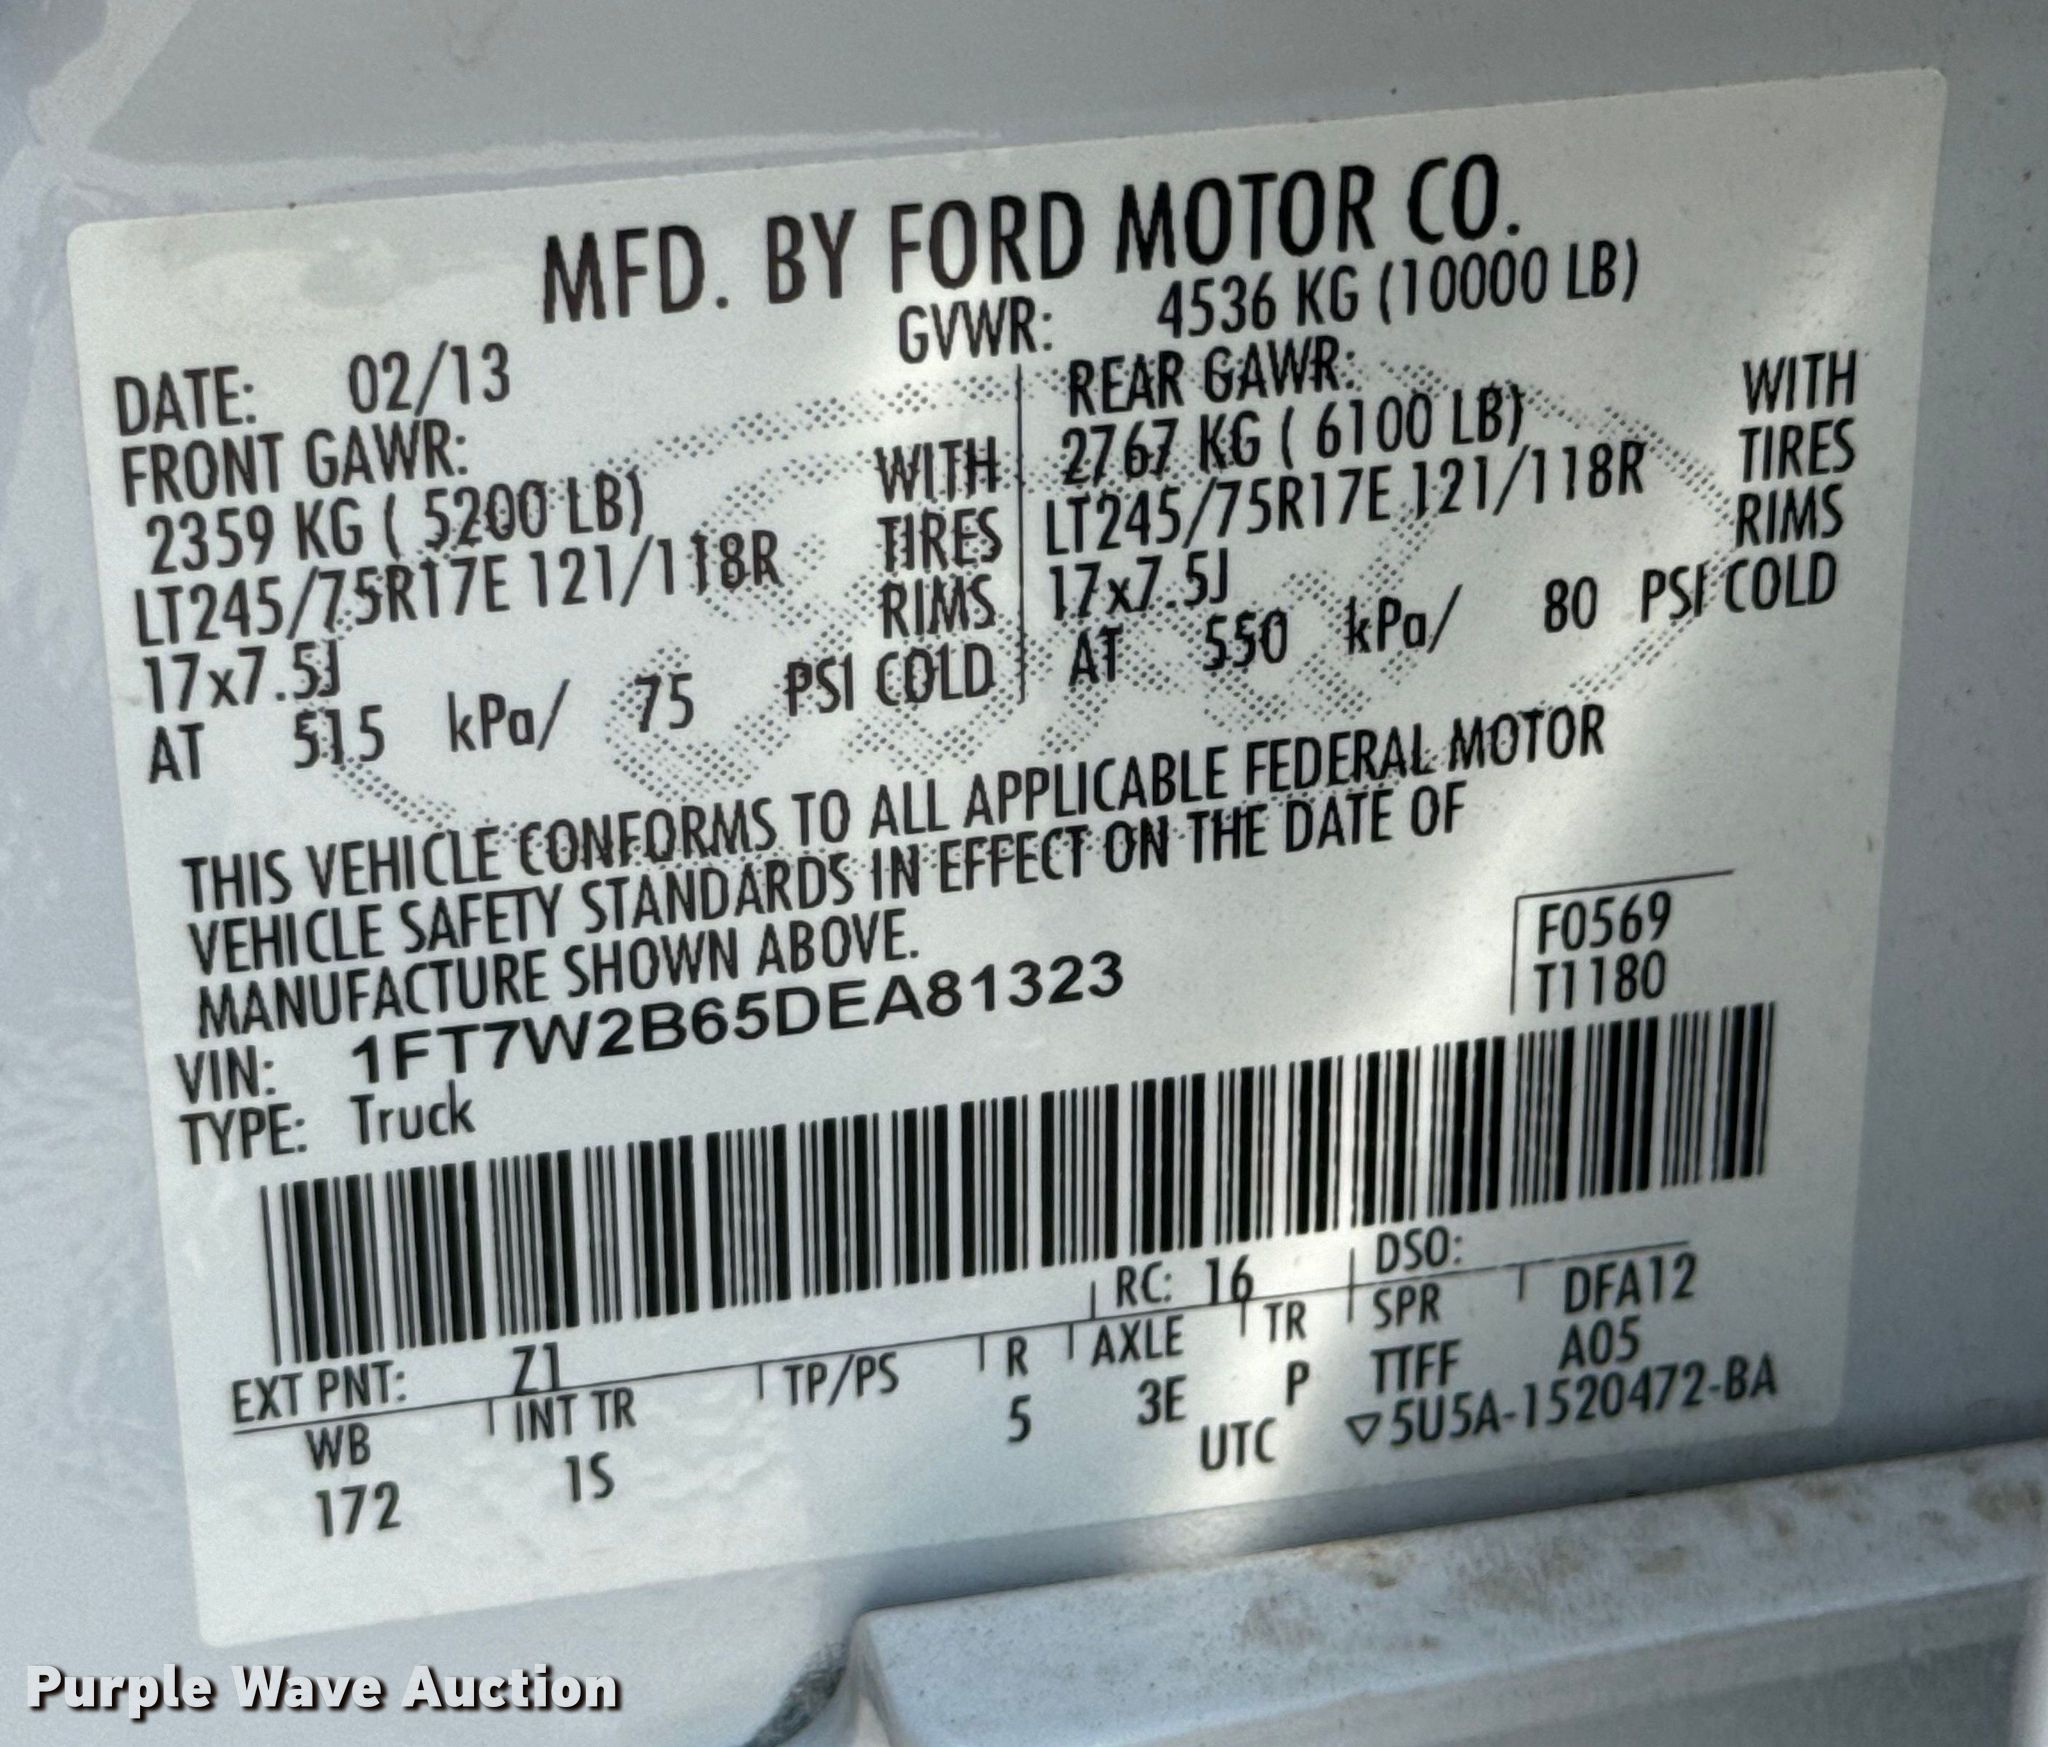 MFD. BY FORD MOTOR CO.
DATE: 02/13 GVWR: 4536 KG (10000 LB)
FRONT GAWR:
2359 KG ( 5200 LB) WITH
LT245/75R17E 121/118R TIRES
17x7.5J RIMS
AT 515 kPa/ 75 PSI COLD
REAR GAWR:
2767 KG ( 6100 LB) WITH
LT245/75R17E 121/118R TIRES
17x7.5J RIMS
AT 550 kPa/ 80 PSI COLD
THIS VEHICLE CONFORMS TO ALL APPLICABLE FEDERAL MOTOR
VEHICLE SAFETY STANDARDS IN EFFECT ON THE DATE OF
MANUFACTURE SHOWN ABOVE.
VIN: 1FT7W2B65DEA81323
TYPE: Truck
F0569
T1180
EXT PNT: Z1 RC: 16 DSO:
WB INT TR TP/PS R AXLE TR SPR DFA12
172 1S 5 3E P TTFF A05
UTC ▽5U5A-1520472-BA
Purple Wave Auction